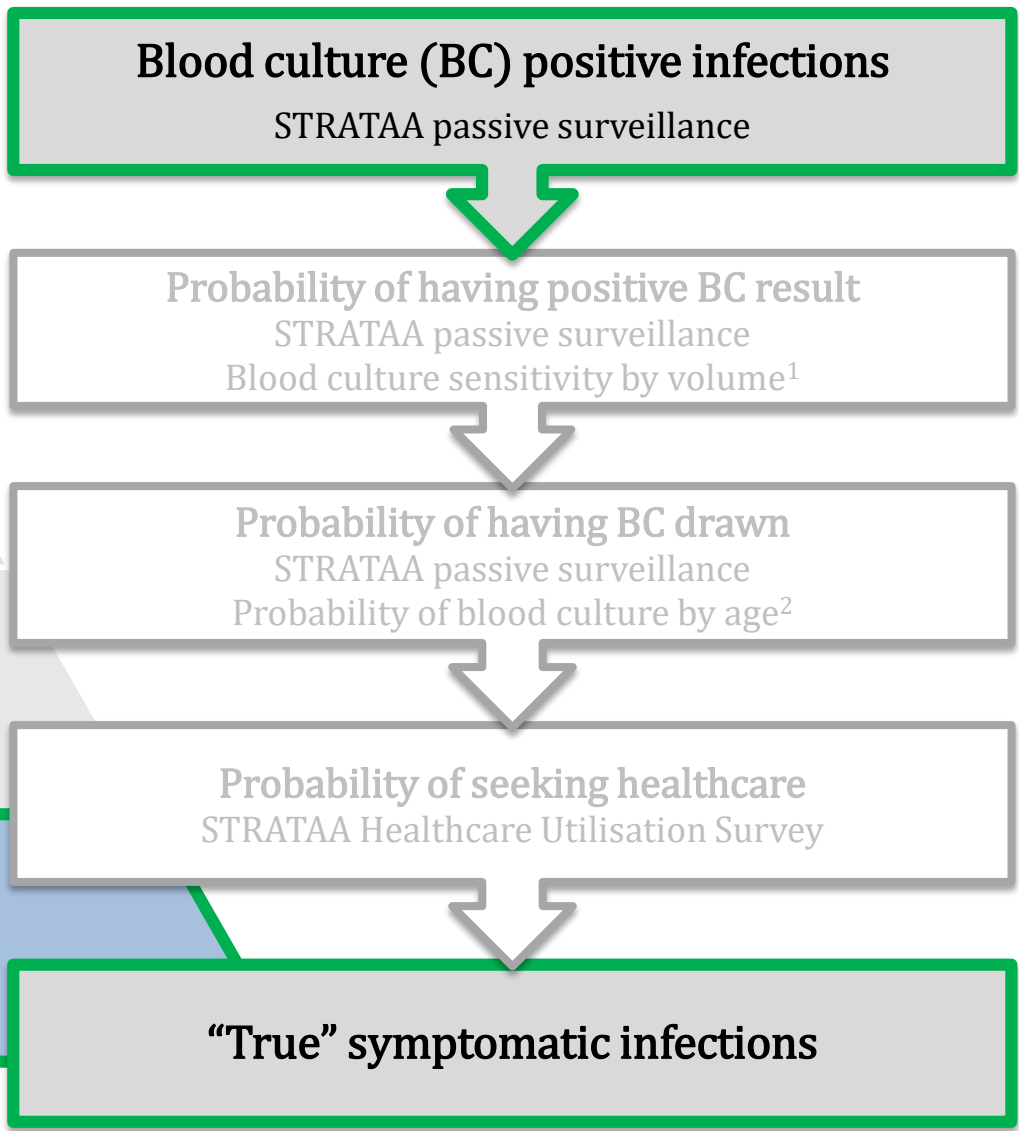 Blood culture (BC) positive infections
STRATAA passive surveillance
Probability of having positive BC result
STRATAA passive surveillance
Blood culture sensitivity by volume¹
Probability of having BC drawn
STRATAA passive surveillance
Probability of blood culture by age²
Probability of seeking healthcare
STRATAA Healthcare Utilisation Survey
“True” symptomatic infections